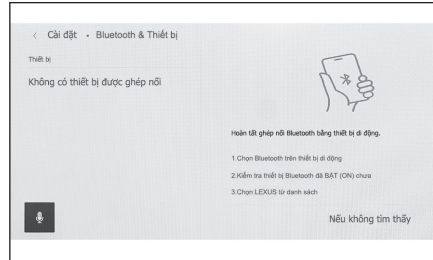 Cài đặt • Bluetooth & Thiết bị
Thiết bị
Không có thiết bị được ghép nối
Hoàn tất ghép nối Bluetooth bằng thiết bị di động.
1.Chọn Bluetooth trên thiết bị di động
2.Kiểm tra thiết bị Bluetooth đã BẬT (ON) chưa
3.Chọn LEXUS từ danh sách
Nếu không tìm thấy